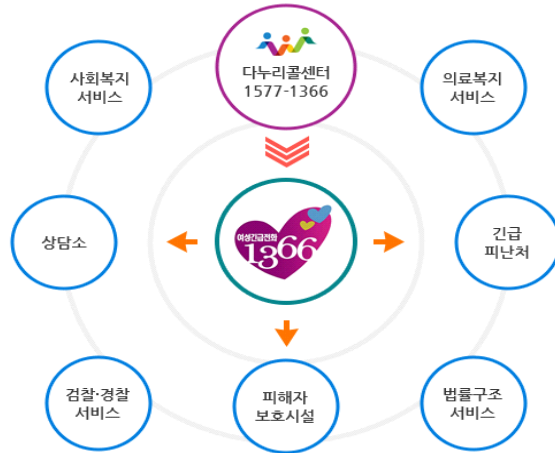 다누리콜센터
1577-1366
사회복지
서비스
의료복지
서비스
상담소
여성긴급전화
1366
긴급
피난처
검찰·경찰
서비스
피해자
보호시설
법률구조
서비스